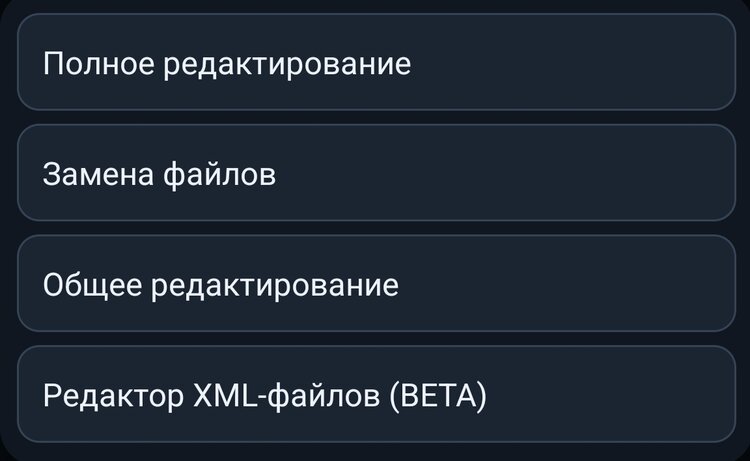 Полное редактирование
Замена файлов
Общее редактирование
Редактор XML-файлов (BETA)